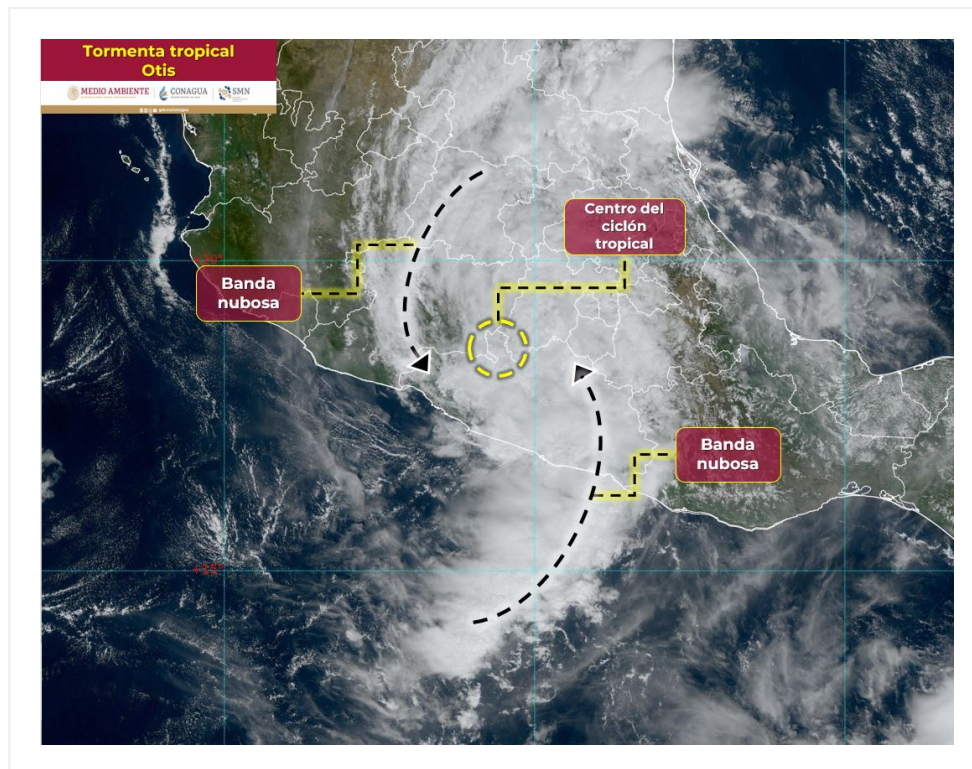 Tormenta tropical
Otis
MEDIO AMBIENTE
CONAGUA
SMN
Centro del
ciclón
tropical
+20°
Banda
nubosa
Banda
nubosa
+15°